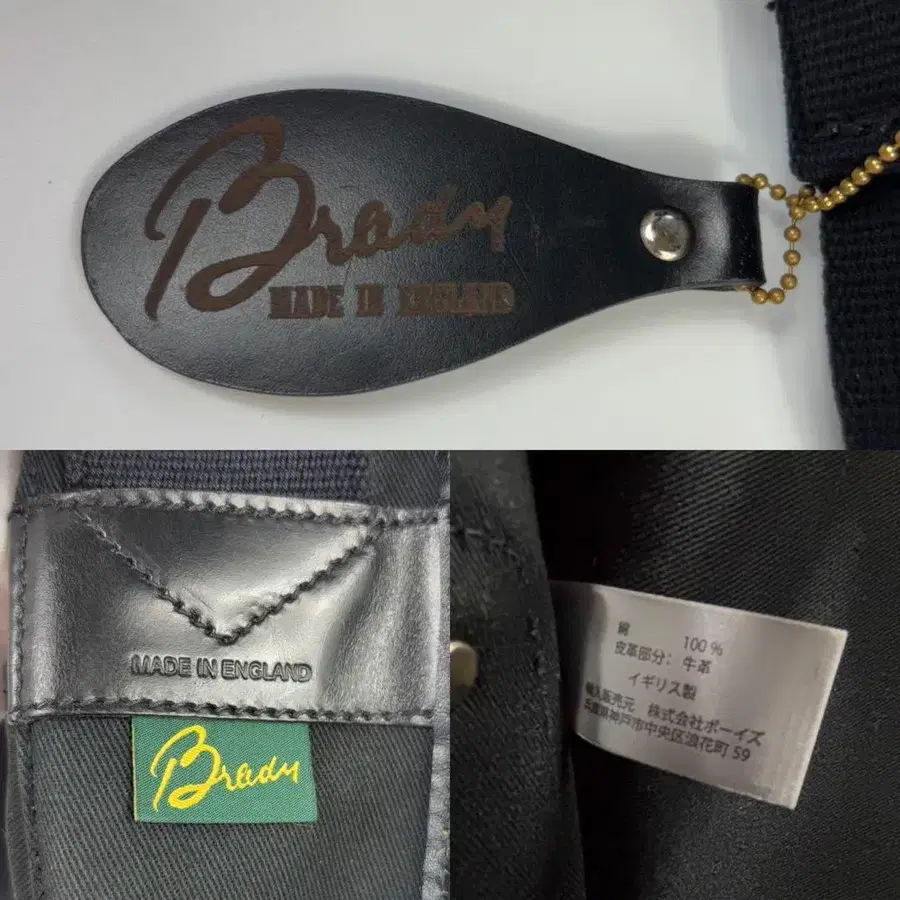 Brady
MADE IN ENGLAND
MADE IN ENGLAND
Brady
綿 100%
皮革部分: 牛革
イギリス製
輸入販売元 株式会社ボーイズ
兵庫県神戸市中央区浪花町 59